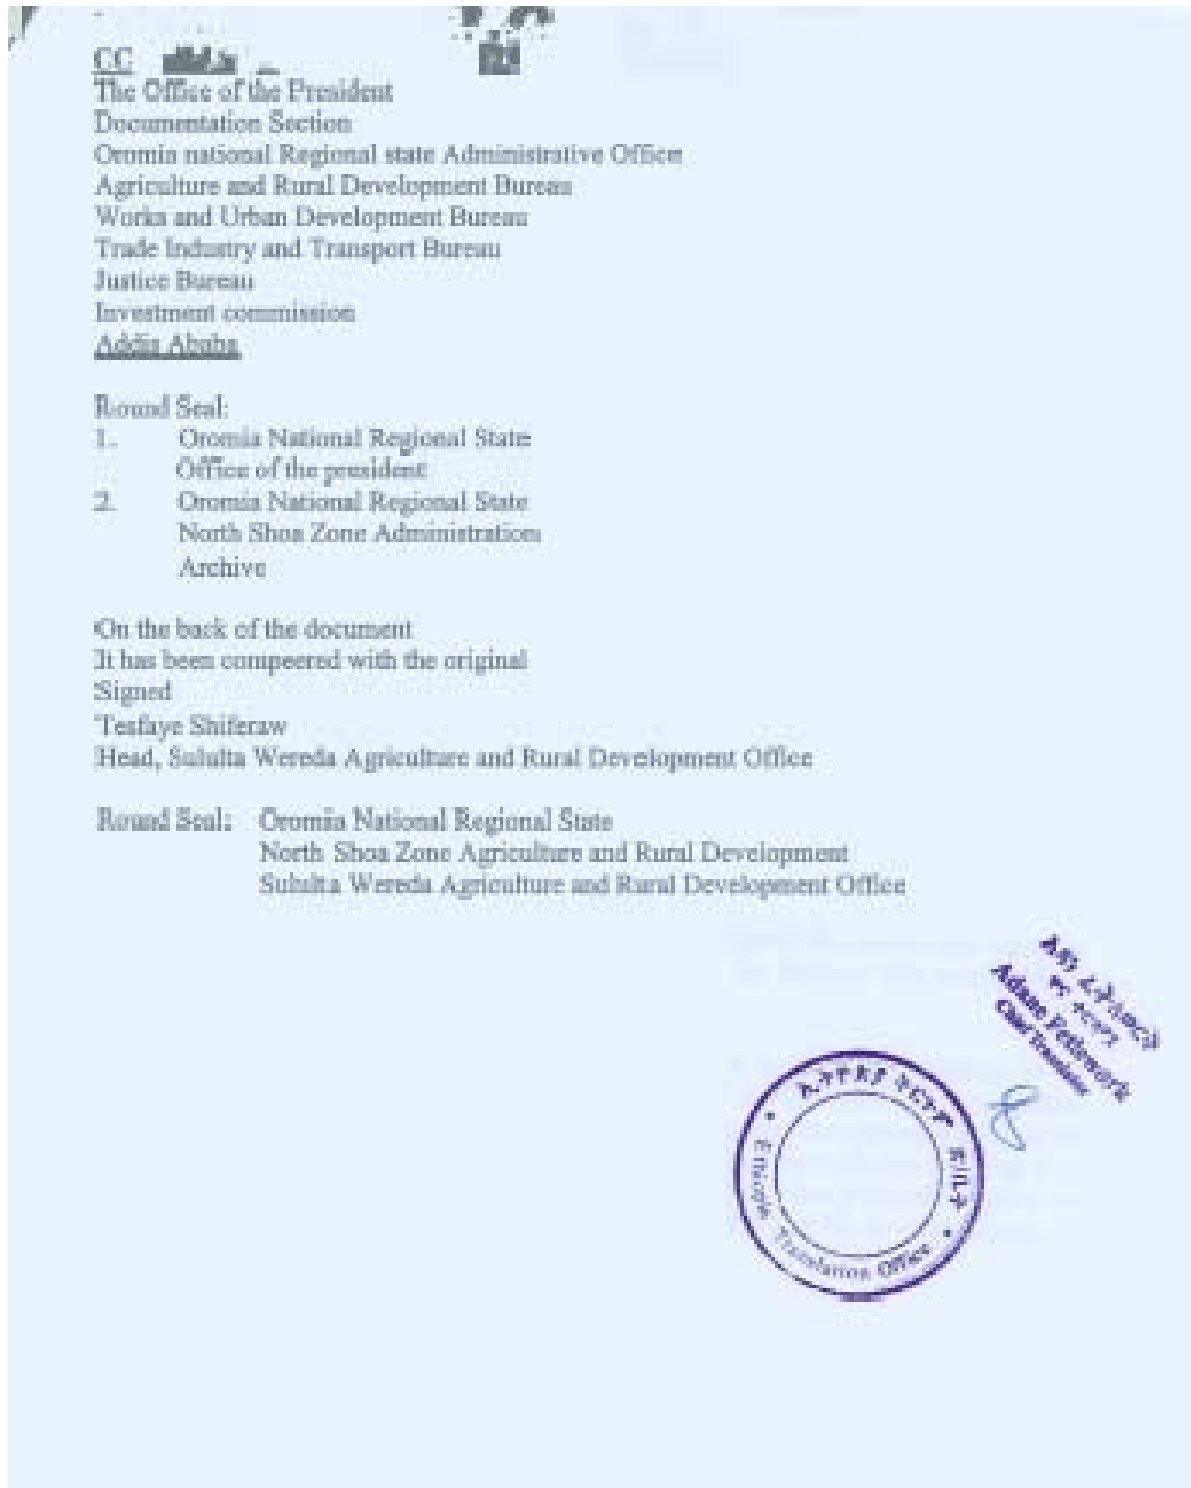 CC
The Office of the President
Documentation Section
Oromia national Regional state Administrative Office
Agriculture and Rural Development Bureau
Works and Urban Development Bureau
Trade Industry and Transport Bureau
Justice Bureau
Investment commission
Addis Ababa
Round Seal:
1. Oromia National Regional State
Office of the president
2. Oromia National Regional State
North Shoa Zone Administration
Archive
On the back of the document
It has been compeered with the original
Signed
Tesfaye Shiferaw
Head, Sululta Wereda Agriculture and Rural Development Office
Round Seal: Oromia National Regional State
North Shoa Zone Agriculture and Rural Development
Sululta Wereda Agriculture and Rural Development Office
Adane Fetlework
Chief Translator
Translation Office